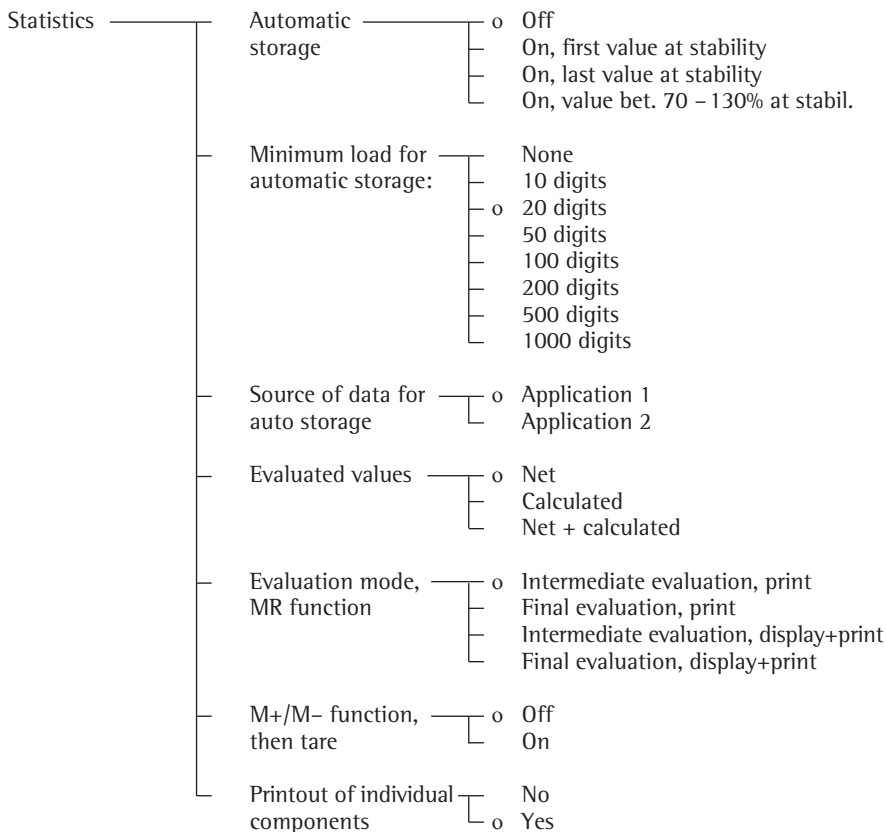 Statistics Automatic o Off
storage On, first value at stability
On, last value at stability
On, value bet. 70 – 130% at stabil.
Minimum load for None
automatic storage: 10 digits
o 20 digits
50 digits
100 digits
200 digits
500 digits
1000 digits
Source of data for o Application 1
auto storage Application 2
Evaluated values o Net
Calculated
Net + calculated
Evaluation mode, o Intermediate evaluation, print
MR function Final evaluation, print
Intermediate evaluation, display+print
Final evaluation, display+print
M+/M– function, o Off
then tare On
Printout of individual No
components o Yes